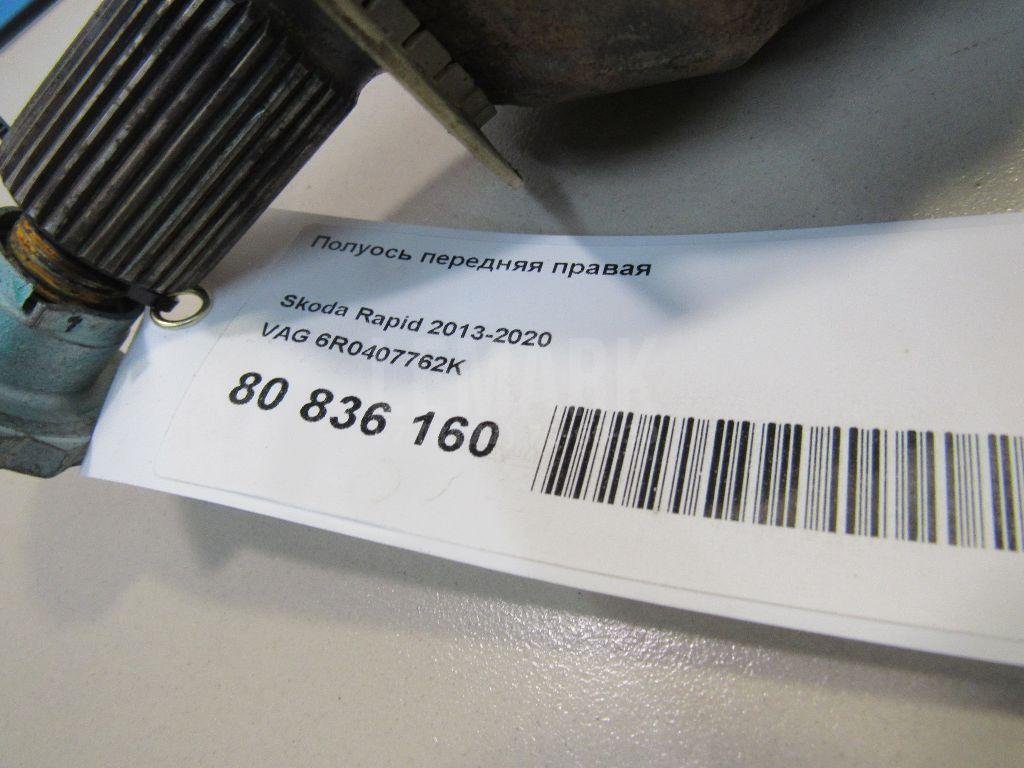 Полуось передняя правая
Skoda Rapid 2013-2020
VAG 6R0407762K
80 836 160